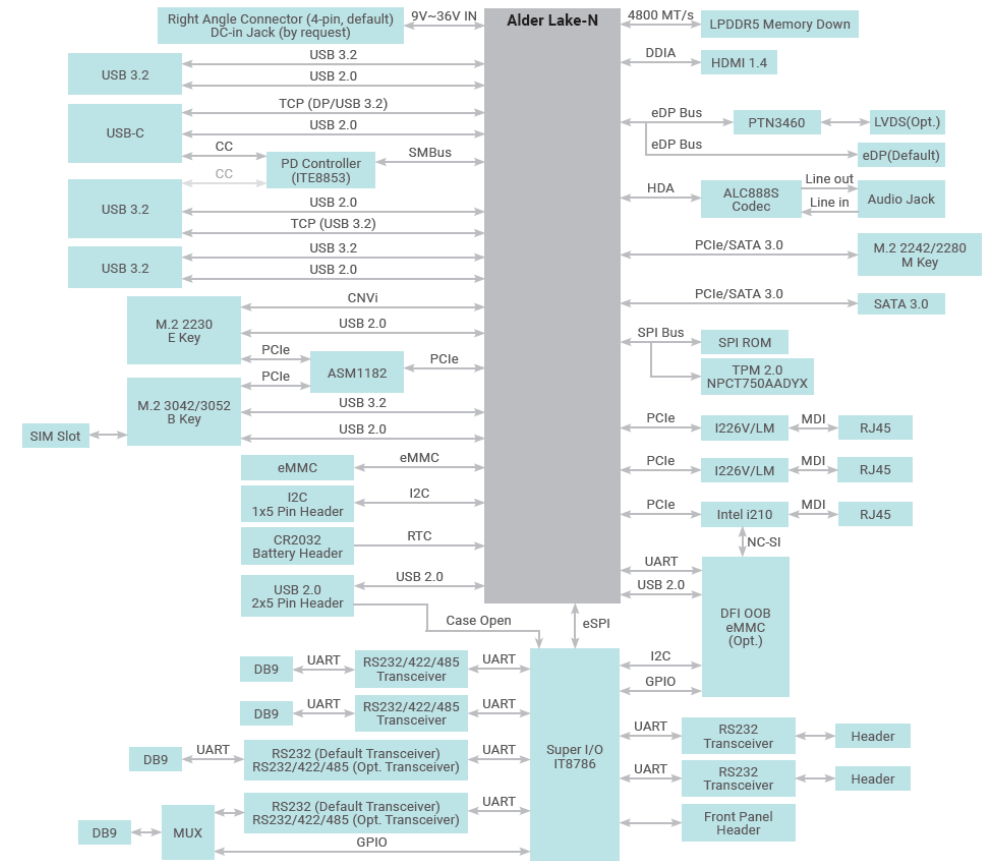 Right Angle Connector (4-pin, default)
DC-in Jack (by request)
9V~36V IN
Alder Lake-N
4800 MT/s
LPDDR5 Memory Down
USB 3.2
USB 3.2
USB 2.0
DDIA
HDMI 1.4
USB-C
TCP (DP/USB 3.2)
USB 2.0
eDP Bus
PTN3460
LVDS(Opt.)
eDP Bus
eDP(Default)
CC
CC
PD Controller
(ITE8853)
SMBus
HDA
ALC888S
Codec
Line out
Line in
Audio Jack
USB 3.2
USB 2.0
TCP (USB 3.2)
USB 3.2
USB 3.2
USB 2.0
PCIe/SATA 3.0
M.2 2242/2280
M Key
PCIe/SATA 3.0
SATA 3.0
M.2 2230
E Key
CNVi
USB 2.0
PCIe
PCIe
ASM1182
PCIe
SPI Bus
SPI ROM
TPM 2.0
NPCT750AADYX
M.2 3042/3052
B Key
USB 3.2
USB 2.0
SIM Slot
PCIe
I226V/LM
MDI
RJ45
PCIe
I226V/LM
MDI
RJ45
PCIe
Intel i210
MDI
RJ45
NC-SI
eMMC
eMMC
I2C
1x5 Pin Header
I2C
CR2032
Battery Header
RTC
USB 2.0
2x5 Pin Header
USB 2.0
Case Open
eSPI
UART
USB 2.0
DFI OOB
eMMC
(Opt.)
I2C
GPIO
DB9
UART
RS232/422/485
Transceiver
UART
DB9
UART
RS232/422/485
Transceiver
UART
DB9
UART
RS232 (Default Transceiver)
RS232/422/485 (Opt. Transceiver)
UART
DB9
MUX
RS232 (Default Transceiver)
RS232/422/485 (Opt. Transceiver)
UART
GPIO
Super I/O
IT8786
UART
RS232
Transceiver
Header
UART
RS232
Transceiver
Header
Front Panel
Header